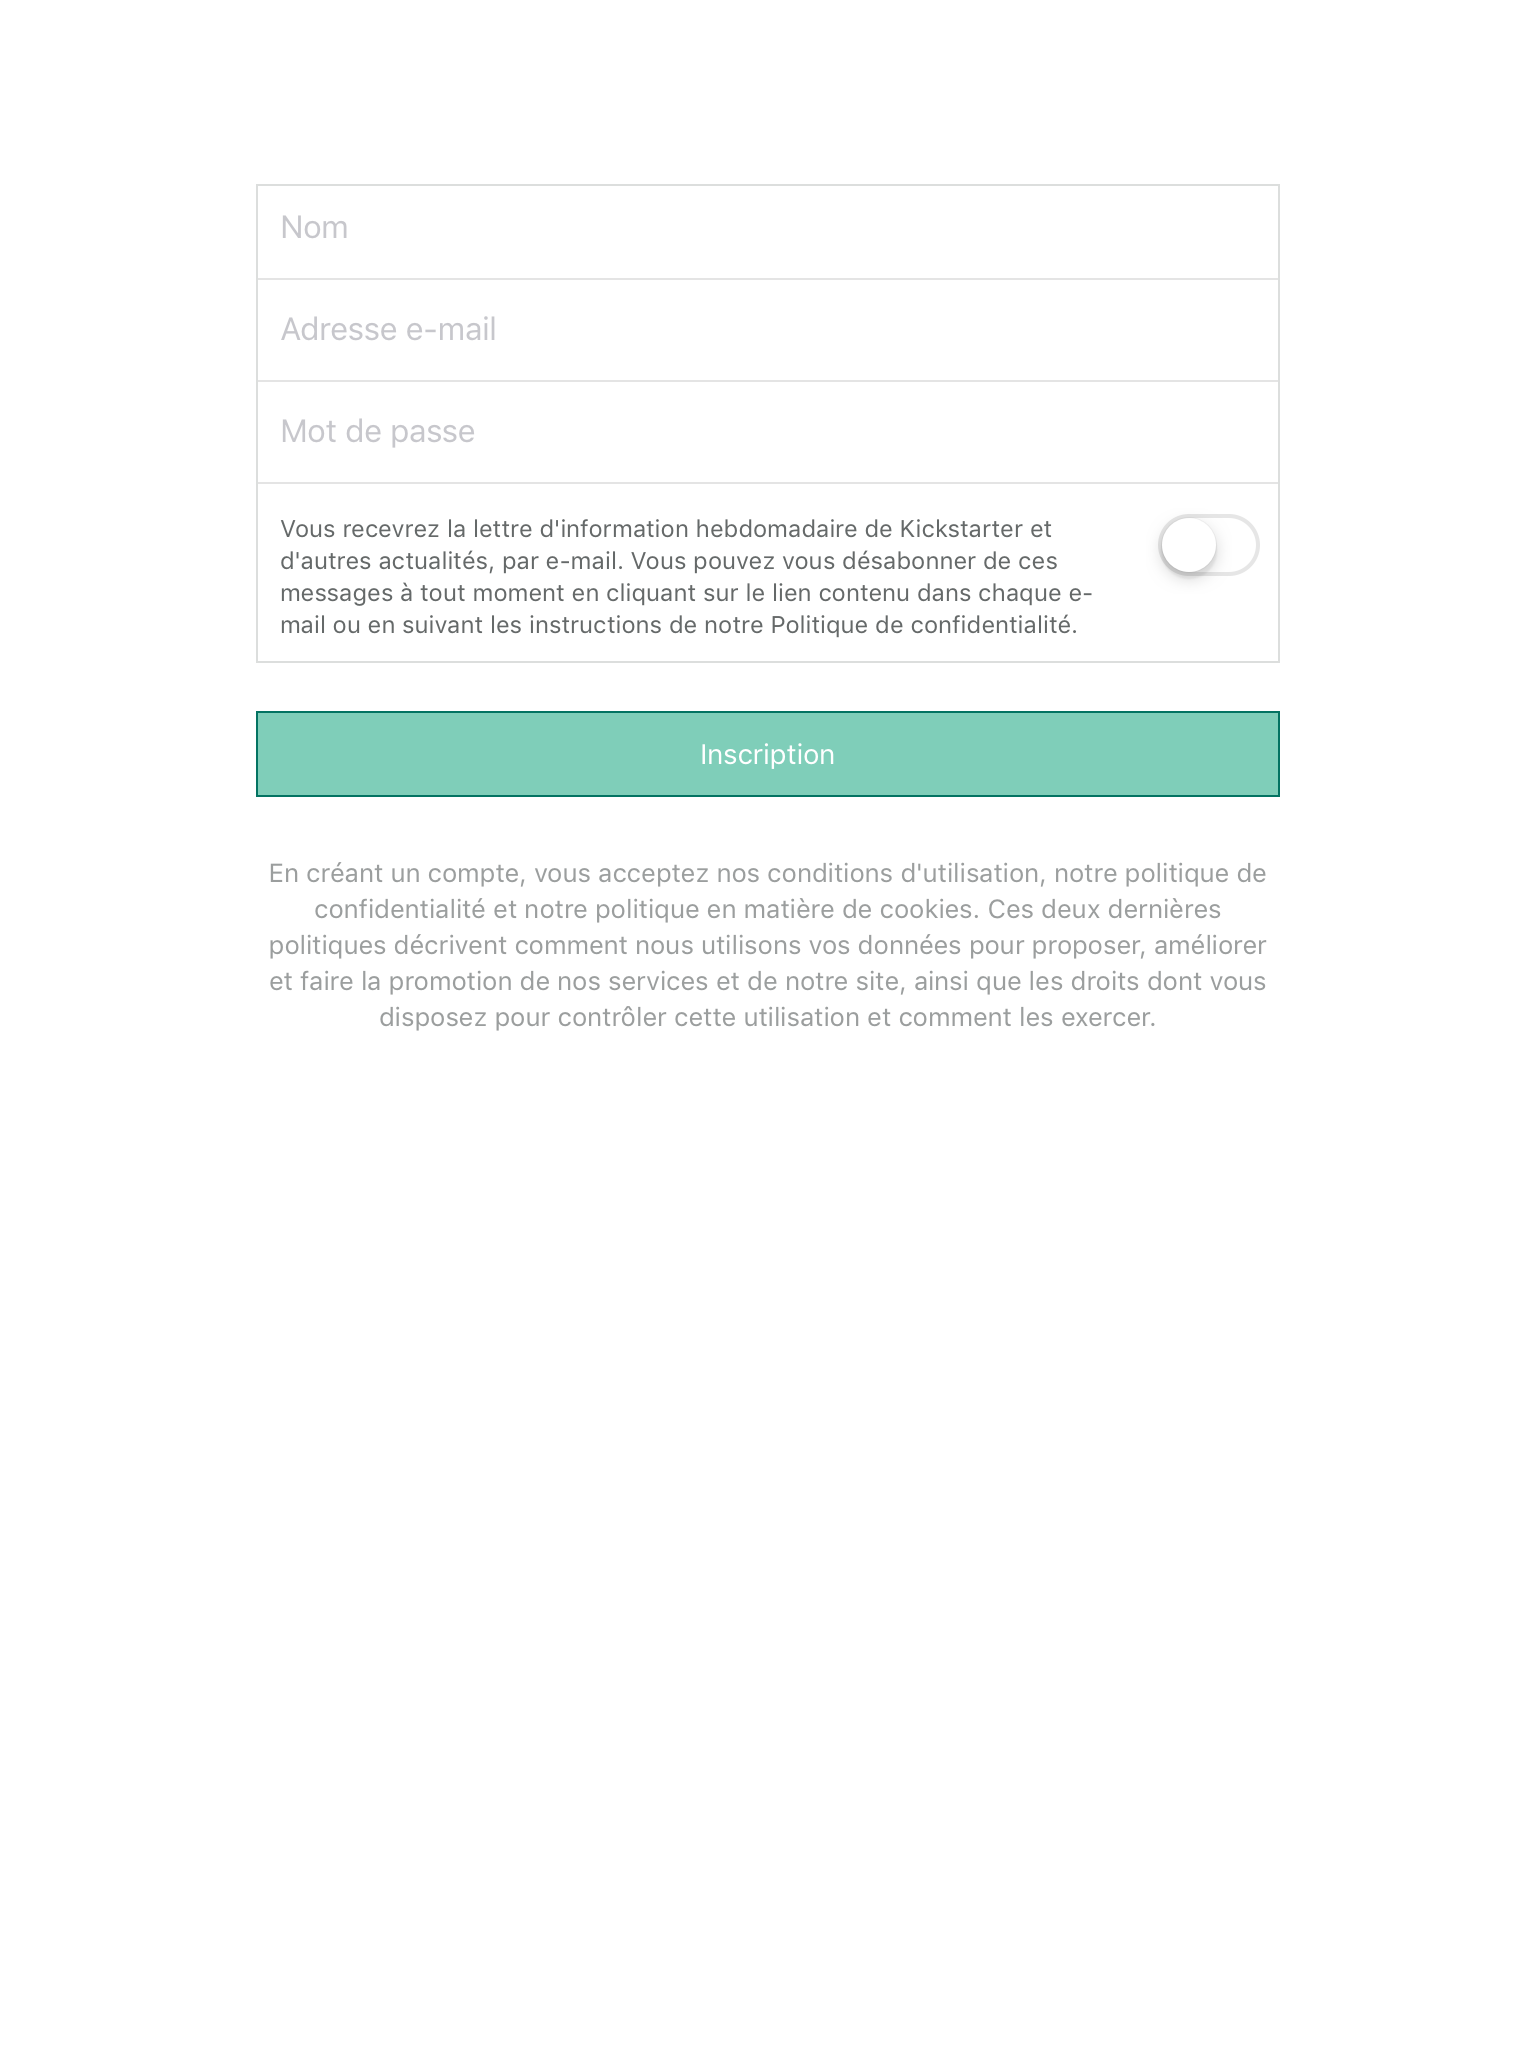 Nom
Adresse e-mail
Mot de passe
Vous recevrez la lettre d'information hebdomadaire de Kickstarter et
d'autres actualités, par e-mail. Vous pouvez vous désabonner de ces
messages à tout moment en cliquant sur le lien contenu dans chaque e-
mail ou en suivant les instructions de notre Politique de confidentialité.
Inscription
En créant un compte, vous acceptez nos conditions d'utilisation, notre politique de
confidentialité et notre politique en matière de cookies. Ces deux dernières
politiques décrivent comment nous utilisons vos données pour proposer, améliorer
et faire la promotion de nos services et de notre site, ainsi que les droits dont vous
disposez pour contrôler cette utilisation et comment les exercer.